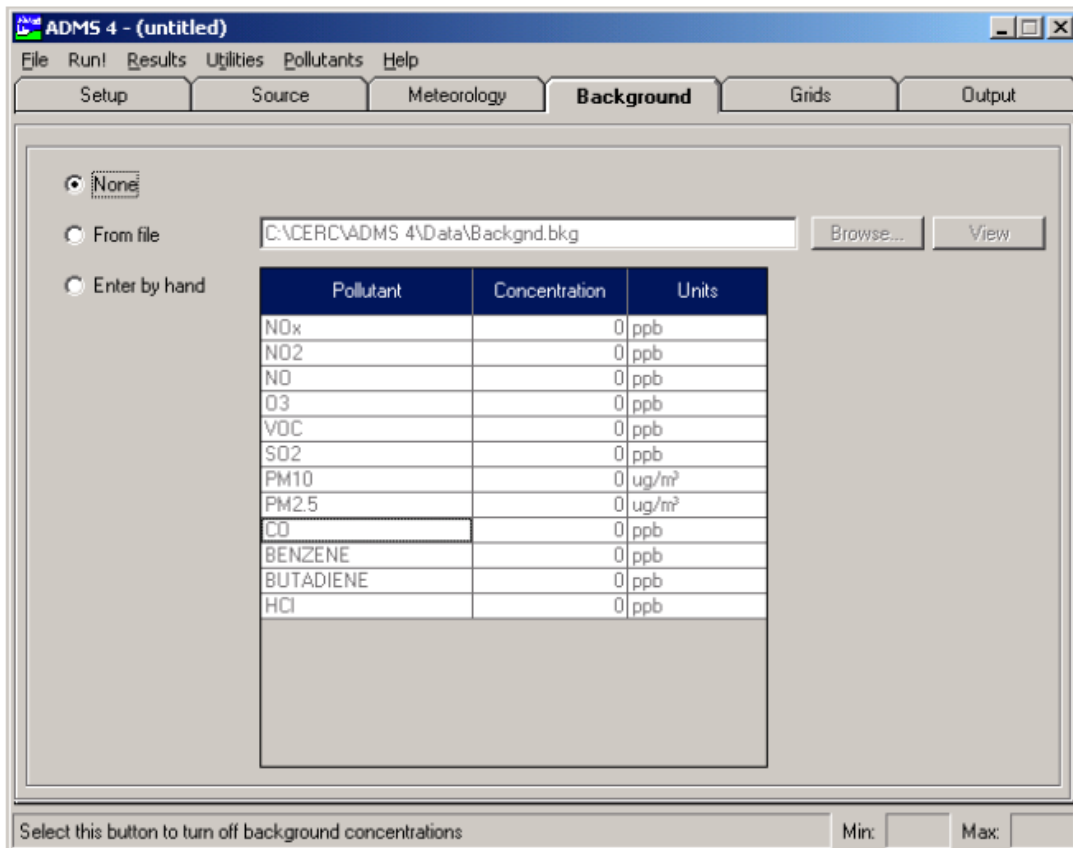 ADMS 4 - (untitled)
File Run! Results Utilities Pollutants Help
Setup Source Meteorology Background Grids Output
None
From file C:\CERC\ADMS 4\Data\Backgnd.bkg Browse... View
Enter by hand
Pollutant Concentration Units
NOx 0 ppb
NO2 0 ppb
NO 0 ppb
O3 0 ppb
VOC 0 ppb
SO2 0 ppb
PM10 0 ug/m³
PM2.5 0 ug/m³
CO 0 ppb
BENZENE 0 ppb
BUTADIENE 0 ppb
HCl 0 ppb
Select this button to turn off background concentrations Min: Max: